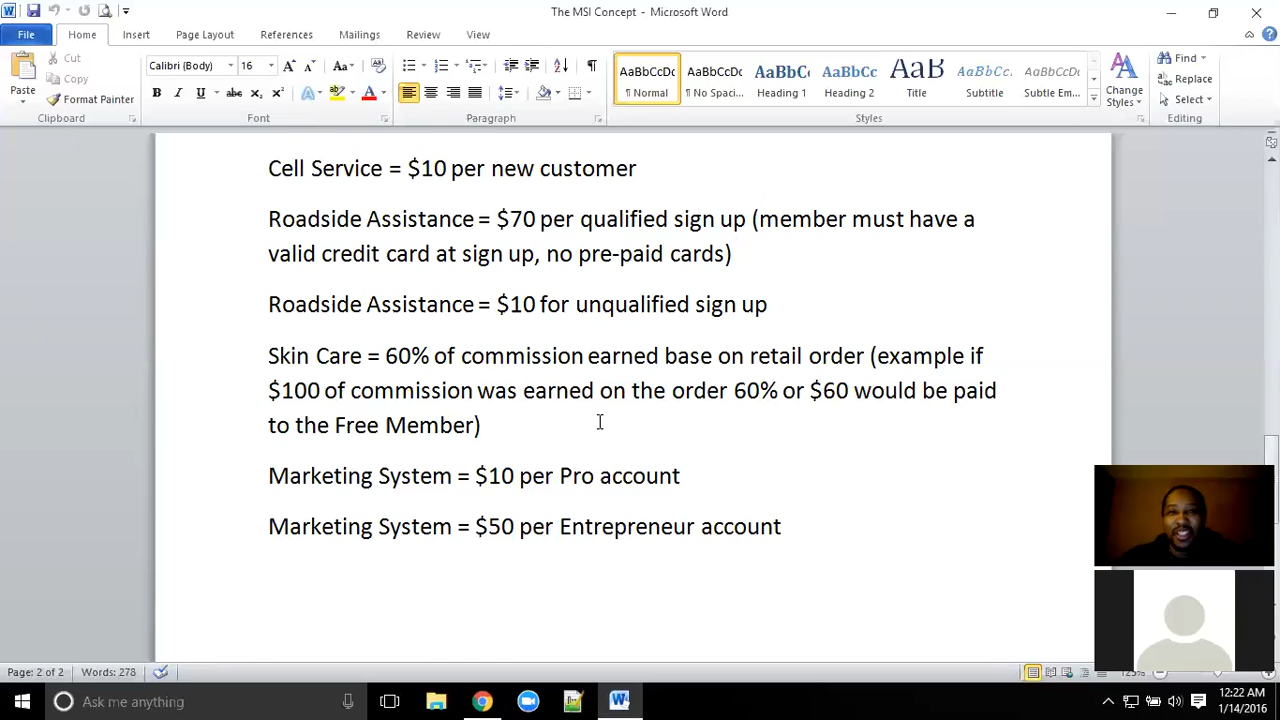 The MSI Concept - Microsoft Word
File Home Insert Page Layout References Mailings Review View
Paste
Cut
Copy
Format Painter
Clipboard
Calibri (Body) 16
Font
Paragraph
AaBbCcDc AaBbCcDc AaBbCc AaBbCc AaB AaBbCcL AaBbCcDc
¶ Normal ¶ No Spaci... Heading 1 Heading 2 Title Subtitle Subtle Em...
Styles
Change
Styles
Find
Replace
Select
Editing
Cell Service = $10 per new customer
Roadside Assistance = $70 per qualified sign up (member must have a
valid credit card at sign up, no pre-paid cards)
Roadside Assistance = $10 for unqualified sign up
Skin Care = 60% of commission earned base on retail order (example if
$100 of commission was earned on the order 60% or $60 would be paid
to the Free Member)
Marketing System = $10 per Pro account
Marketing System = $50 per Entrepreneur account
Page: 2 of 2 Words: 278
Ask me anything
12:22 AM
1/14/2016